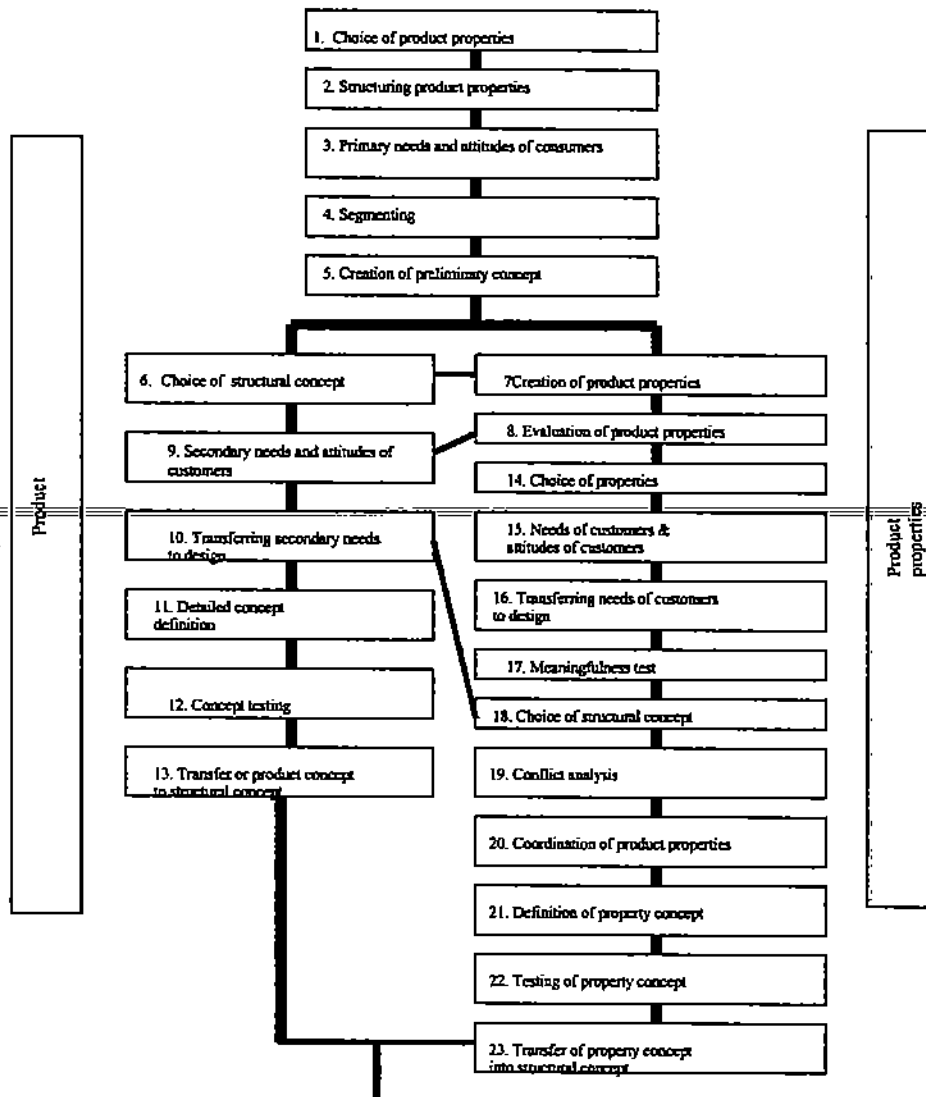 1. Choice of product properties
2. Structuring product properties
3. Primary needs and attitudes of consumers
4. Segmenting
5. Creation of preliminary concept
6. Choice of structural concept
7Creation of product properties
8. Evaluation of product properties
9. Secondary needs and attitudes of
customers
14. Choice of properties
10. Transferring secondary needs
to design
15. Needs of customers &
attitudes of customers
11. Detailed concept
definition
16. Transferring needs of customers
to design
17. Meaningfulness test
12. Concept testing
18. Choice of structural concept
13. Transfer or product concept
to structural concept
19. Conflict analysis
20. Coordination of product properties
21. Definition of property concept
22. Testing of property concept
23. Transfer of property concept
into structural concept
Product
Product
properties